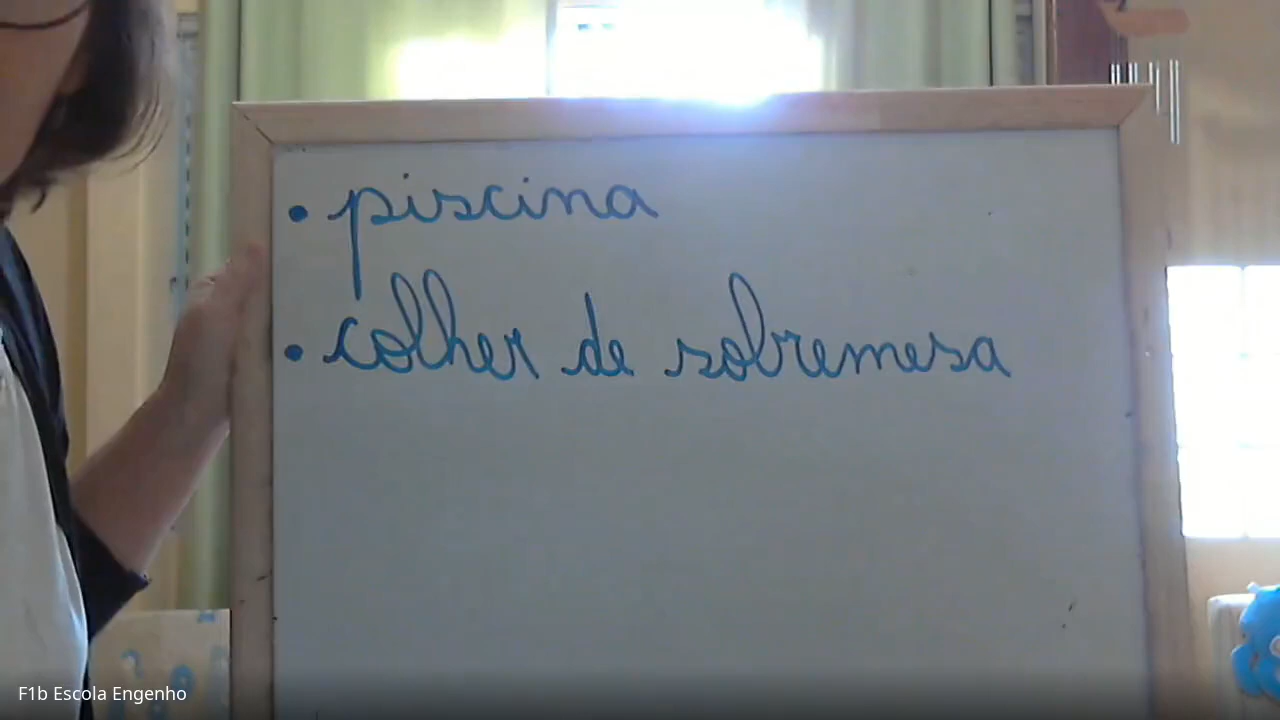 • piscina
• colher de sobremesa
F1b Escola Engenho